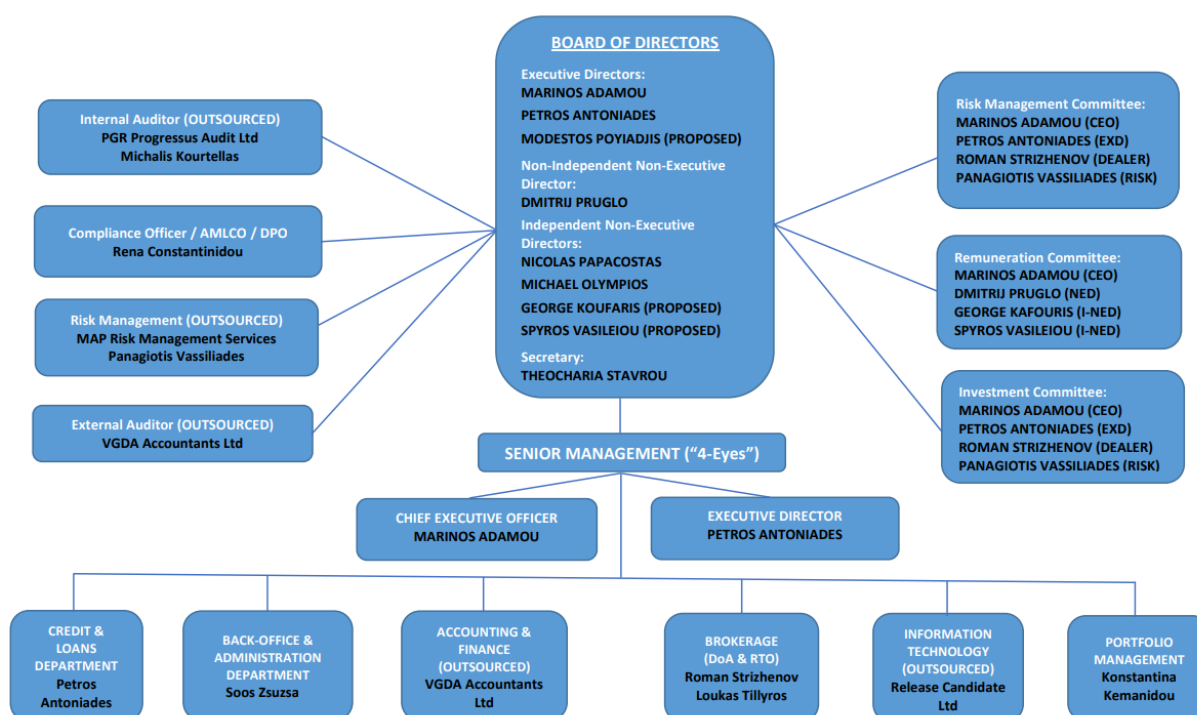 BOARD OF DIRECTORS
Executive Directors:
MARINOS ADAMOU
PETROS ANTONIADES
MODESTOS POYIADJIS (PROPOSED)
Non-Independent Non-Executive
Director:
DMITRIJ PRUGLO
Independent Non-Executive
Directors:
NICOLAS PAPACOSTAS
MICHAEL OLYMPIOS
GEORGE KOUFARIS (PROPOSED)
SPYROS VASILEIOU (PROPOSED)
Secretary:
THEOCHARIA STAVROU
Internal Auditor (OUTSOURCED)
PGR Progressus Audit Ltd
Michalis Kourtellas
Compliance Officer / AMLCO / DPO
Rena Constantinidou
Risk Management (OUTSOURCED)
MAP Risk Management Services
Panagiotis Vassiliades
External Auditor (OUTSOURCED)
VGDA Accountants Ltd
Risk Management Committee:
MARINOS ADAMOU (CEO)
PETROS ANTONIADES (EXD)
ROMAN STRIZHENOV (DEALER)
PANAGIOTIS VASSILIADES (RISK)
Remuneration Committee:
MARINOS ADAMOU (CEO)
DMITRIJ PRUGLO (NED)
GEORGE KAFOURIS (I-NED)
SPYROS VASILEIOU (I-NED)
Investment Committee:
MARINOS ADAMOU (CEO)
PETROS ANTONIADES (EXD)
ROMAN STRIZHENOV (DEALER)
PANAGIOTIS VASSILIADES (RISK)
SENIOR MANAGEMENT (“4-Eyes”)
CHIEF EXECUTIVE OFFICER
MARINOS ADAMOU
EXECUTIVE DIRECTOR
PETROS ANTONIADES
CREDIT &
LOANS
DEPARTMENT
Petros
Antoniades
BACK-OFFICE &
ADMINISTRATION
DEPARTMENT
Soos Zsuzsa
ACCOUNTING &
FINANCE
(OUTSOURCED)
VGDA Accountants
Ltd
BROKERAGE
(DoA & RTO)
Roman Strizhenov
Loukas Tillyros
INFORMATION
TECHNOLOGY
(OUTSOURCED)
Release Candidate
Ltd
PORTFOLIO
MANAGEMENT
Konstantina
Kemanidou